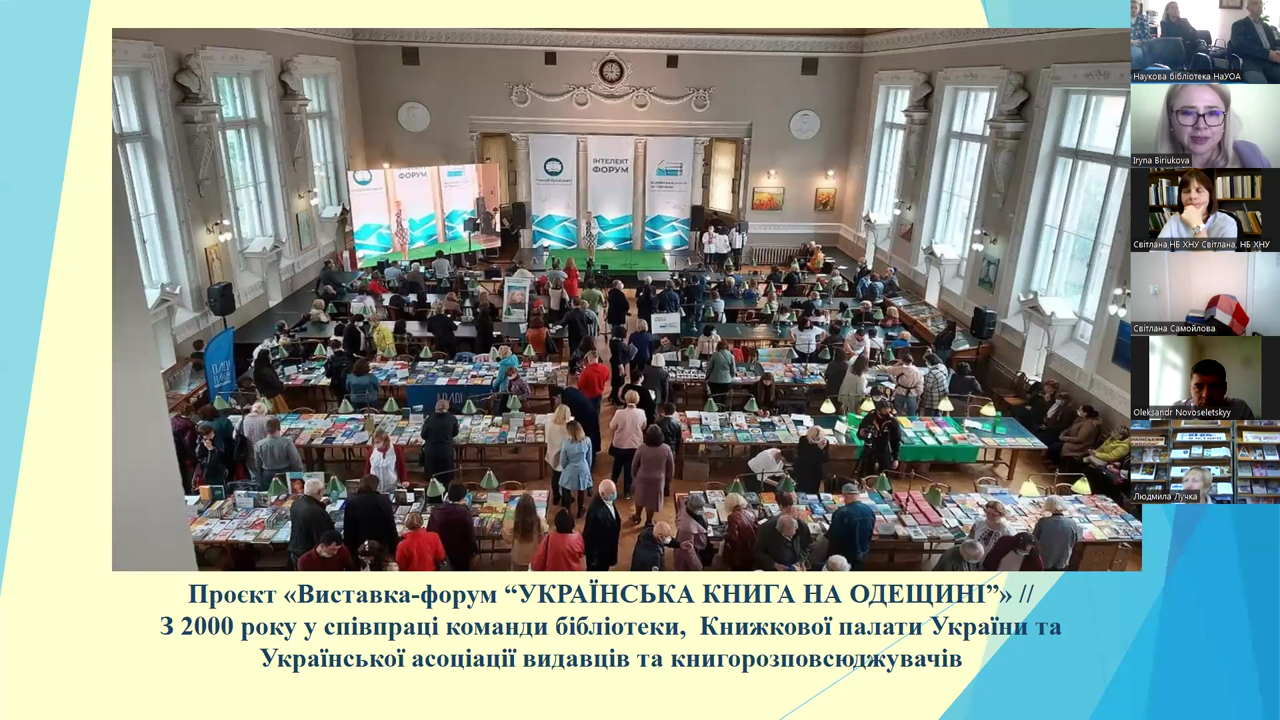 ІНТЕЛЕКТ
ФОРУМ
ФОРУМ
Проєкт «Виставка-форум “УКРАЇНСЬКА КНИГА НА ОДЕЩИНІ”» //
З 2000 року у співпраці команди бібліотеки, Книжкової палати України та
Української асоціації видавців та книгорозповсюджувачів
Наукова бібліотека НаУОА
Iryna Biriukova
Світлана,НБ ХНУ Світлана, НБ ХНУ
Світлана Самойлова
Oleksandr Novoseletskyy
Людмила Лучка